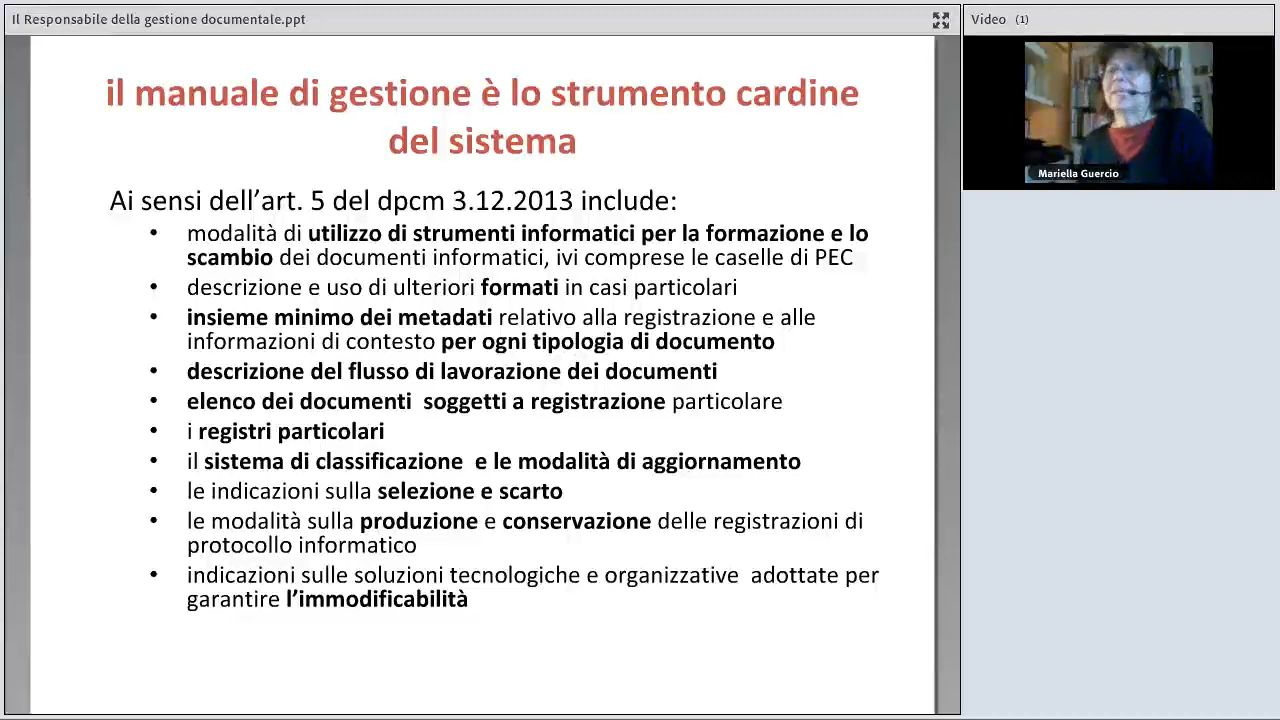 Il Responsabile della gestione documentale.ppt
Video (1)
Mariella Guercio
il manuale di gestione è lo strumento cardine
del sistema
Ai sensi dell’art. 5 del dpcm 3.12.2013 include:
• modalità di utilizzo di strumenti informatici per la formazione e lo
scambio dei documenti informatici, ivi comprese le caselle di PEC
• descrizione e uso di ulteriori formati in casi particolari
• insieme minimo dei metadati relativo alla registrazione e alle
informazioni di contesto per ogni tipologia di documento
• descrizione del flusso di lavorazione dei documenti
• elenco dei documenti soggetti a registrazione particolare
• i registri particolari
• il sistema di classificazione e le modalità di aggiornamento
• le indicazioni sulla selezione e scarto
• le modalità sulla produzione e conservazione delle registrazioni di
protocollo informatico
• indicazioni sulle soluzioni tecnologiche e organizzative adottate per
garantire l’immodificabilità